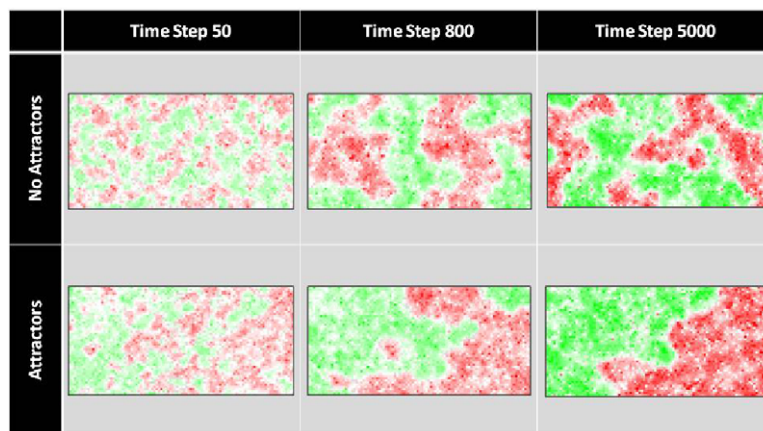 Time Step 50
Time Step 800
Time Step 5000
No Attractors
Attractors